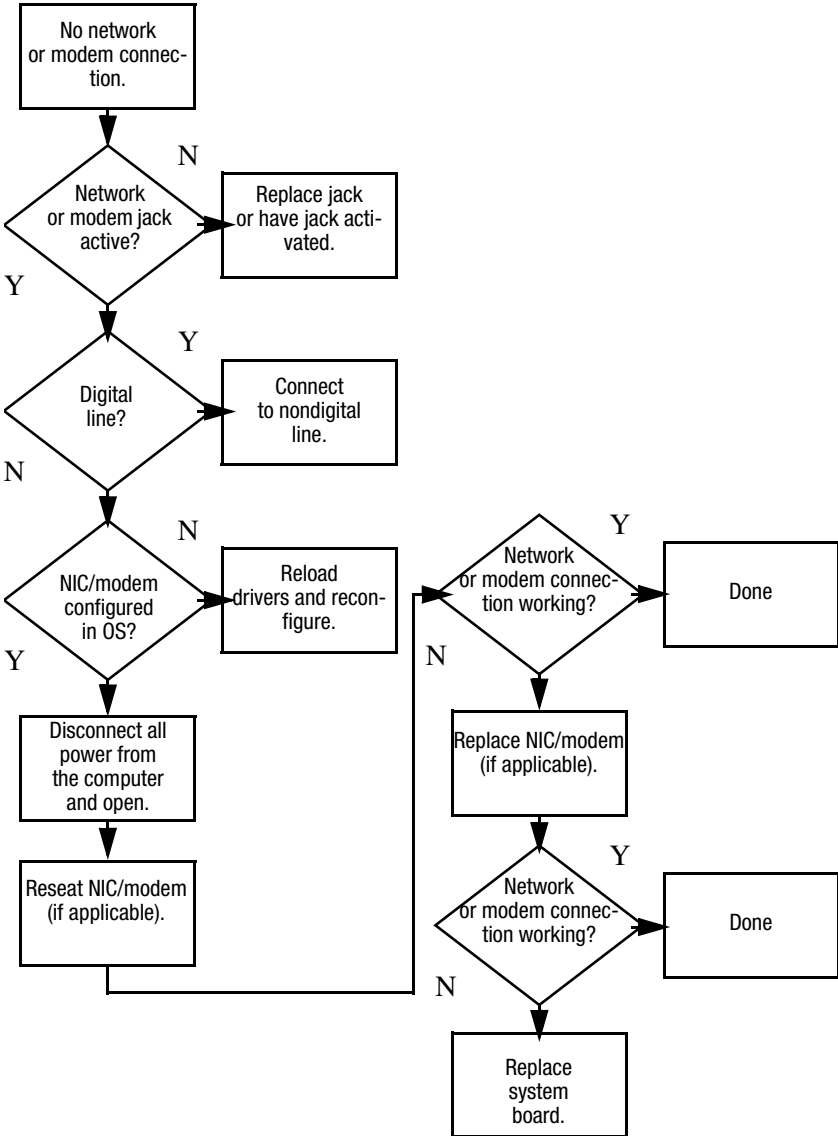 No network
or modem connec-
tion.
N
Network
or modem jack
active?
Replace jack
or have jack acti-
vated.
Y
Y
Digital
line?
Connect
to nondigital
line.
N
N
NIC/modem
configured
in OS?
Reload
drivers and recon-
figure.
Y
Disconnect all
power from
the computer
and open.
Reseat NIC/modem
(if applicable).
Y
Network
or modem connec-
tion working?
Done
N
Replace NIC/modem
(if applicable).
Y
Network
or modem connec-
tion working?
Done
N
Replace
system
board.